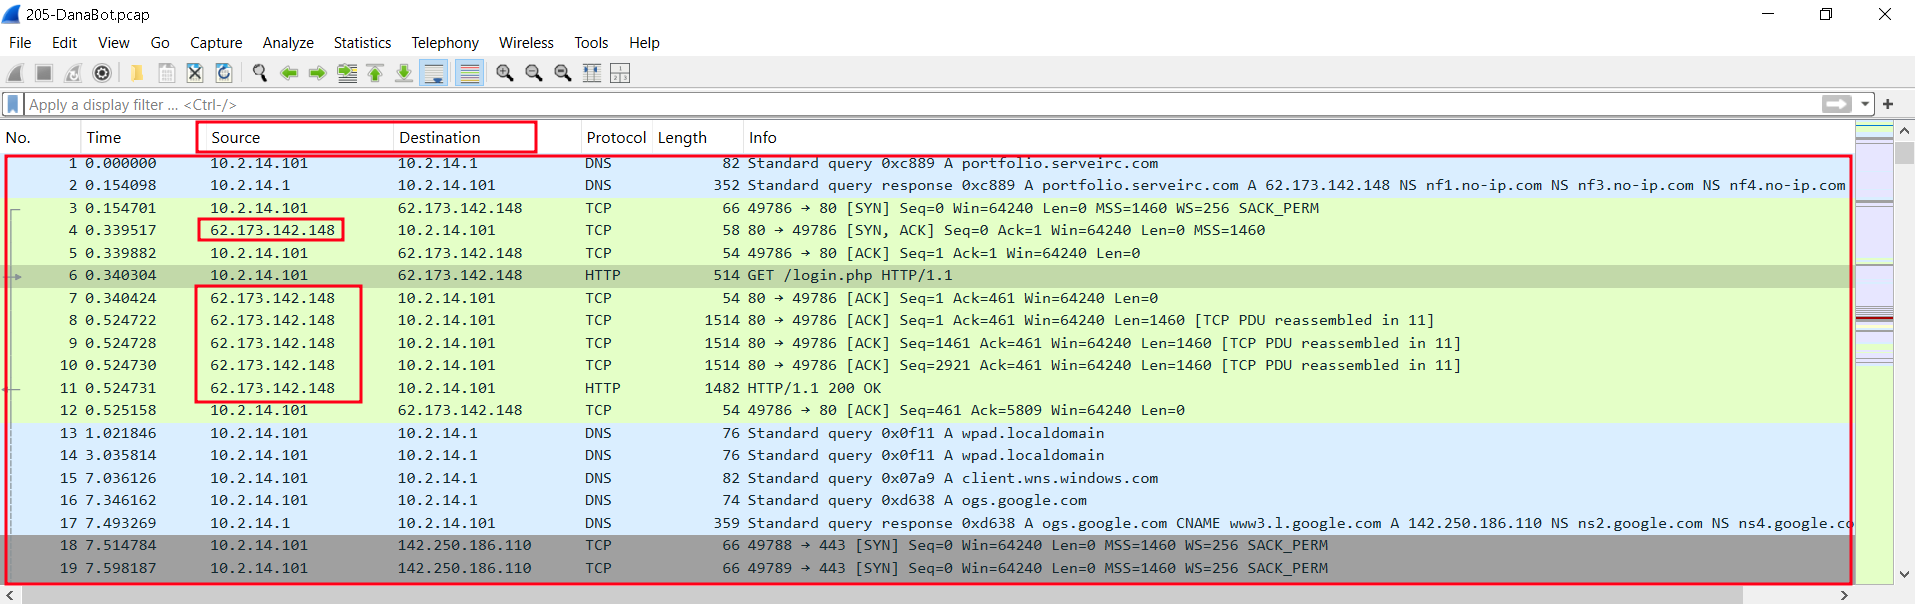 205-DanaBot.pcap
File Edit View Go Capture Analyze Statistics Telephony Wireless Tools Help
Apply a display filter ... <Ctrl-/>
No. Time Source Destination Protocol Length Info
1 0.000000 10.2.14.101 10.2.14.1 DNS 82 Standard query 0xc889 A portfolio.serveirc.com
2 0.154098 10.2.14.1 10.2.14.101 DNS 352 Standard query response 0xc889 A portfolio.serveirc.com A 62.173.142.148 NS nf1.no-ip.com NS nf3.no-ip.com NS nf4.no-ip.com
3 0.154701 10.2.14.101 62.173.142.148 TCP 66 49786 → 80 [SYN] Seq=0 Win=64240 Len=0 MSS=1460 WS=256 SACK_PERM
4 0.339517 62.173.142.148 10.2.14.101 TCP 58 80 → 49786 [SYN, ACK] Seq=0 Ack=1 Win=64240 Len=0 MSS=1460
5 0.339882 10.2.14.101 62.173.142.148 TCP 54 49786 → 80 [ACK] Seq=1 Ack=1 Win=64240 Len=0
6 0.340304 10.2.14.101 62.173.142.148 HTTP 514 GET /login.php HTTP/1.1
7 0.340424 62.173.142.148 10.2.14.101 TCP 54 80 → 49786 [ACK] Seq=1 Ack=461 Win=64240 Len=0
8 0.524722 62.173.142.148 10.2.14.101 TCP 1514 80 → 49786 [ACK] Seq=1 Ack=461 Win=64240 Len=1460 [TCP PDU reassembled in 11]
9 0.524728 62.173.142.148 10.2.14.101 TCP 1514 80 → 49786 [ACK] Seq=1461 Ack=461 Win=64240 Len=1460 [TCP PDU reassembled in 11]
10 0.524730 62.173.142.148 10.2.14.101 TCP 1514 80 → 49786 [ACK] Seq=2921 Ack=461 Win=64240 Len=1460 [TCP PDU reassembled in 11]
11 0.524731 62.173.142.148 10.2.14.101 HTTP 1482 HTTP/1.1 200 OK
12 0.525158 10.2.14.101 62.173.142.148 TCP 54 49786 → 80 [ACK] Seq=461 Ack=5809 Win=64240 Len=0
13 1.021846 10.2.14.101 10.2.14.1 DNS 76 Standard query 0x0f11 A wpad.localdomain
14 3.035814 10.2.14.101 10.2.14.1 DNS 76 Standard query 0x0f11 A wpad.localdomain
15 7.036126 10.2.14.101 10.2.14.1 DNS 82 Standard query 0x07a9 A client.wns.windows.com
16 7.346162 10.2.14.101 10.2.14.1 DNS 74 Standard query 0xd638 A ogs.google.com
17 7.493269 10.2.14.1 10.2.14.101 DNS 359 Standard query response 0xd638 A ogs.google.com CNAME www3.l.google.com A 142.250.186.110 NS ns2.google.com NS ns4.google.co
18 7.514784 10.2.14.101 142.250.186.110 TCP 66 49788 → 443 [SYN] Seq=0 Win=64240 Len=0 MSS=1460 WS=256 SACK_PERM
19 7.598187 10.2.14.101 142.250.186.110 TCP 66 49789 → 443 [SYN] Seq=0 Win=64240 Len=0 MSS=1460 WS=256 SACK_PERM